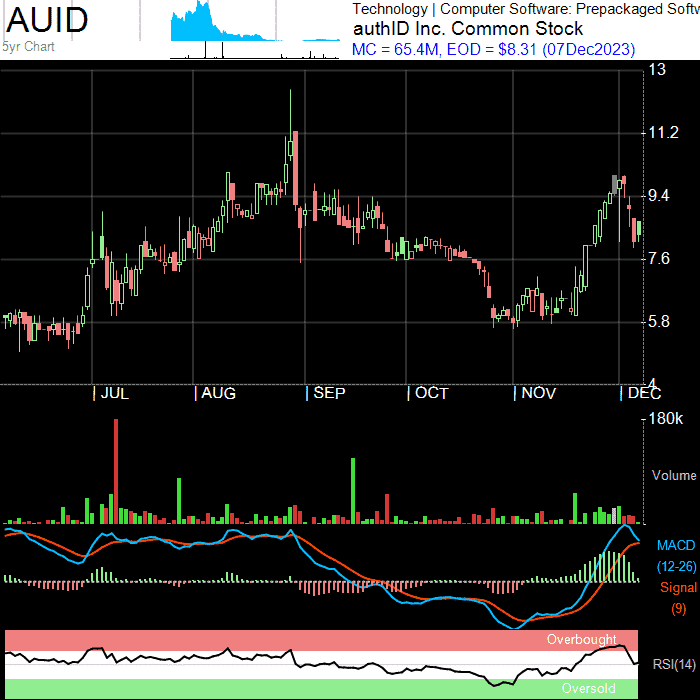 AUID
5yr Chart
Technology | Computer Software: Prepackaged Softw
authID Inc. Common Stock
MC = 65.4M, EOD = $8.31 (07Dec2023)
13
11.2
9.4
7.6
5.8
4
| JUL | AUG | SEP | OCT | NOV | DEC
180k
Volume
MACD
(12-26)
Signal
(9)
Overbought
RSI(14)
Oversold